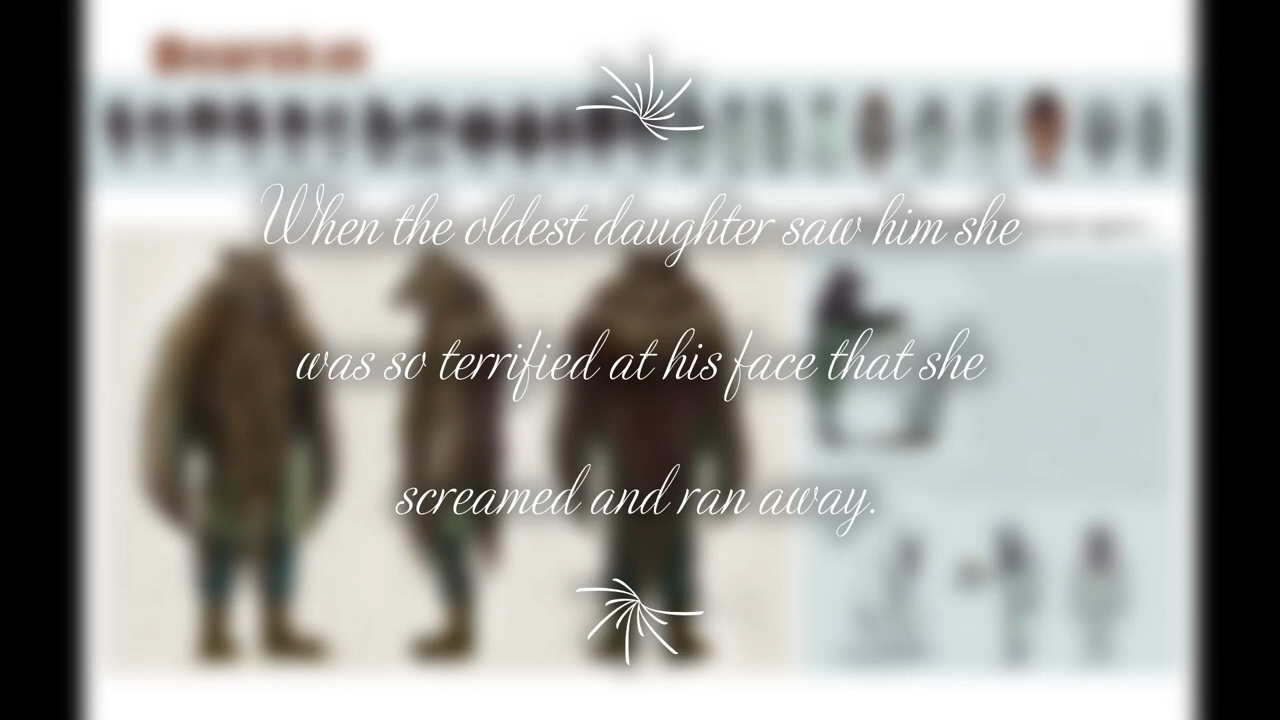 When the oldest daughter saw him she
was so terrified at his face that she
screamed and ran away.